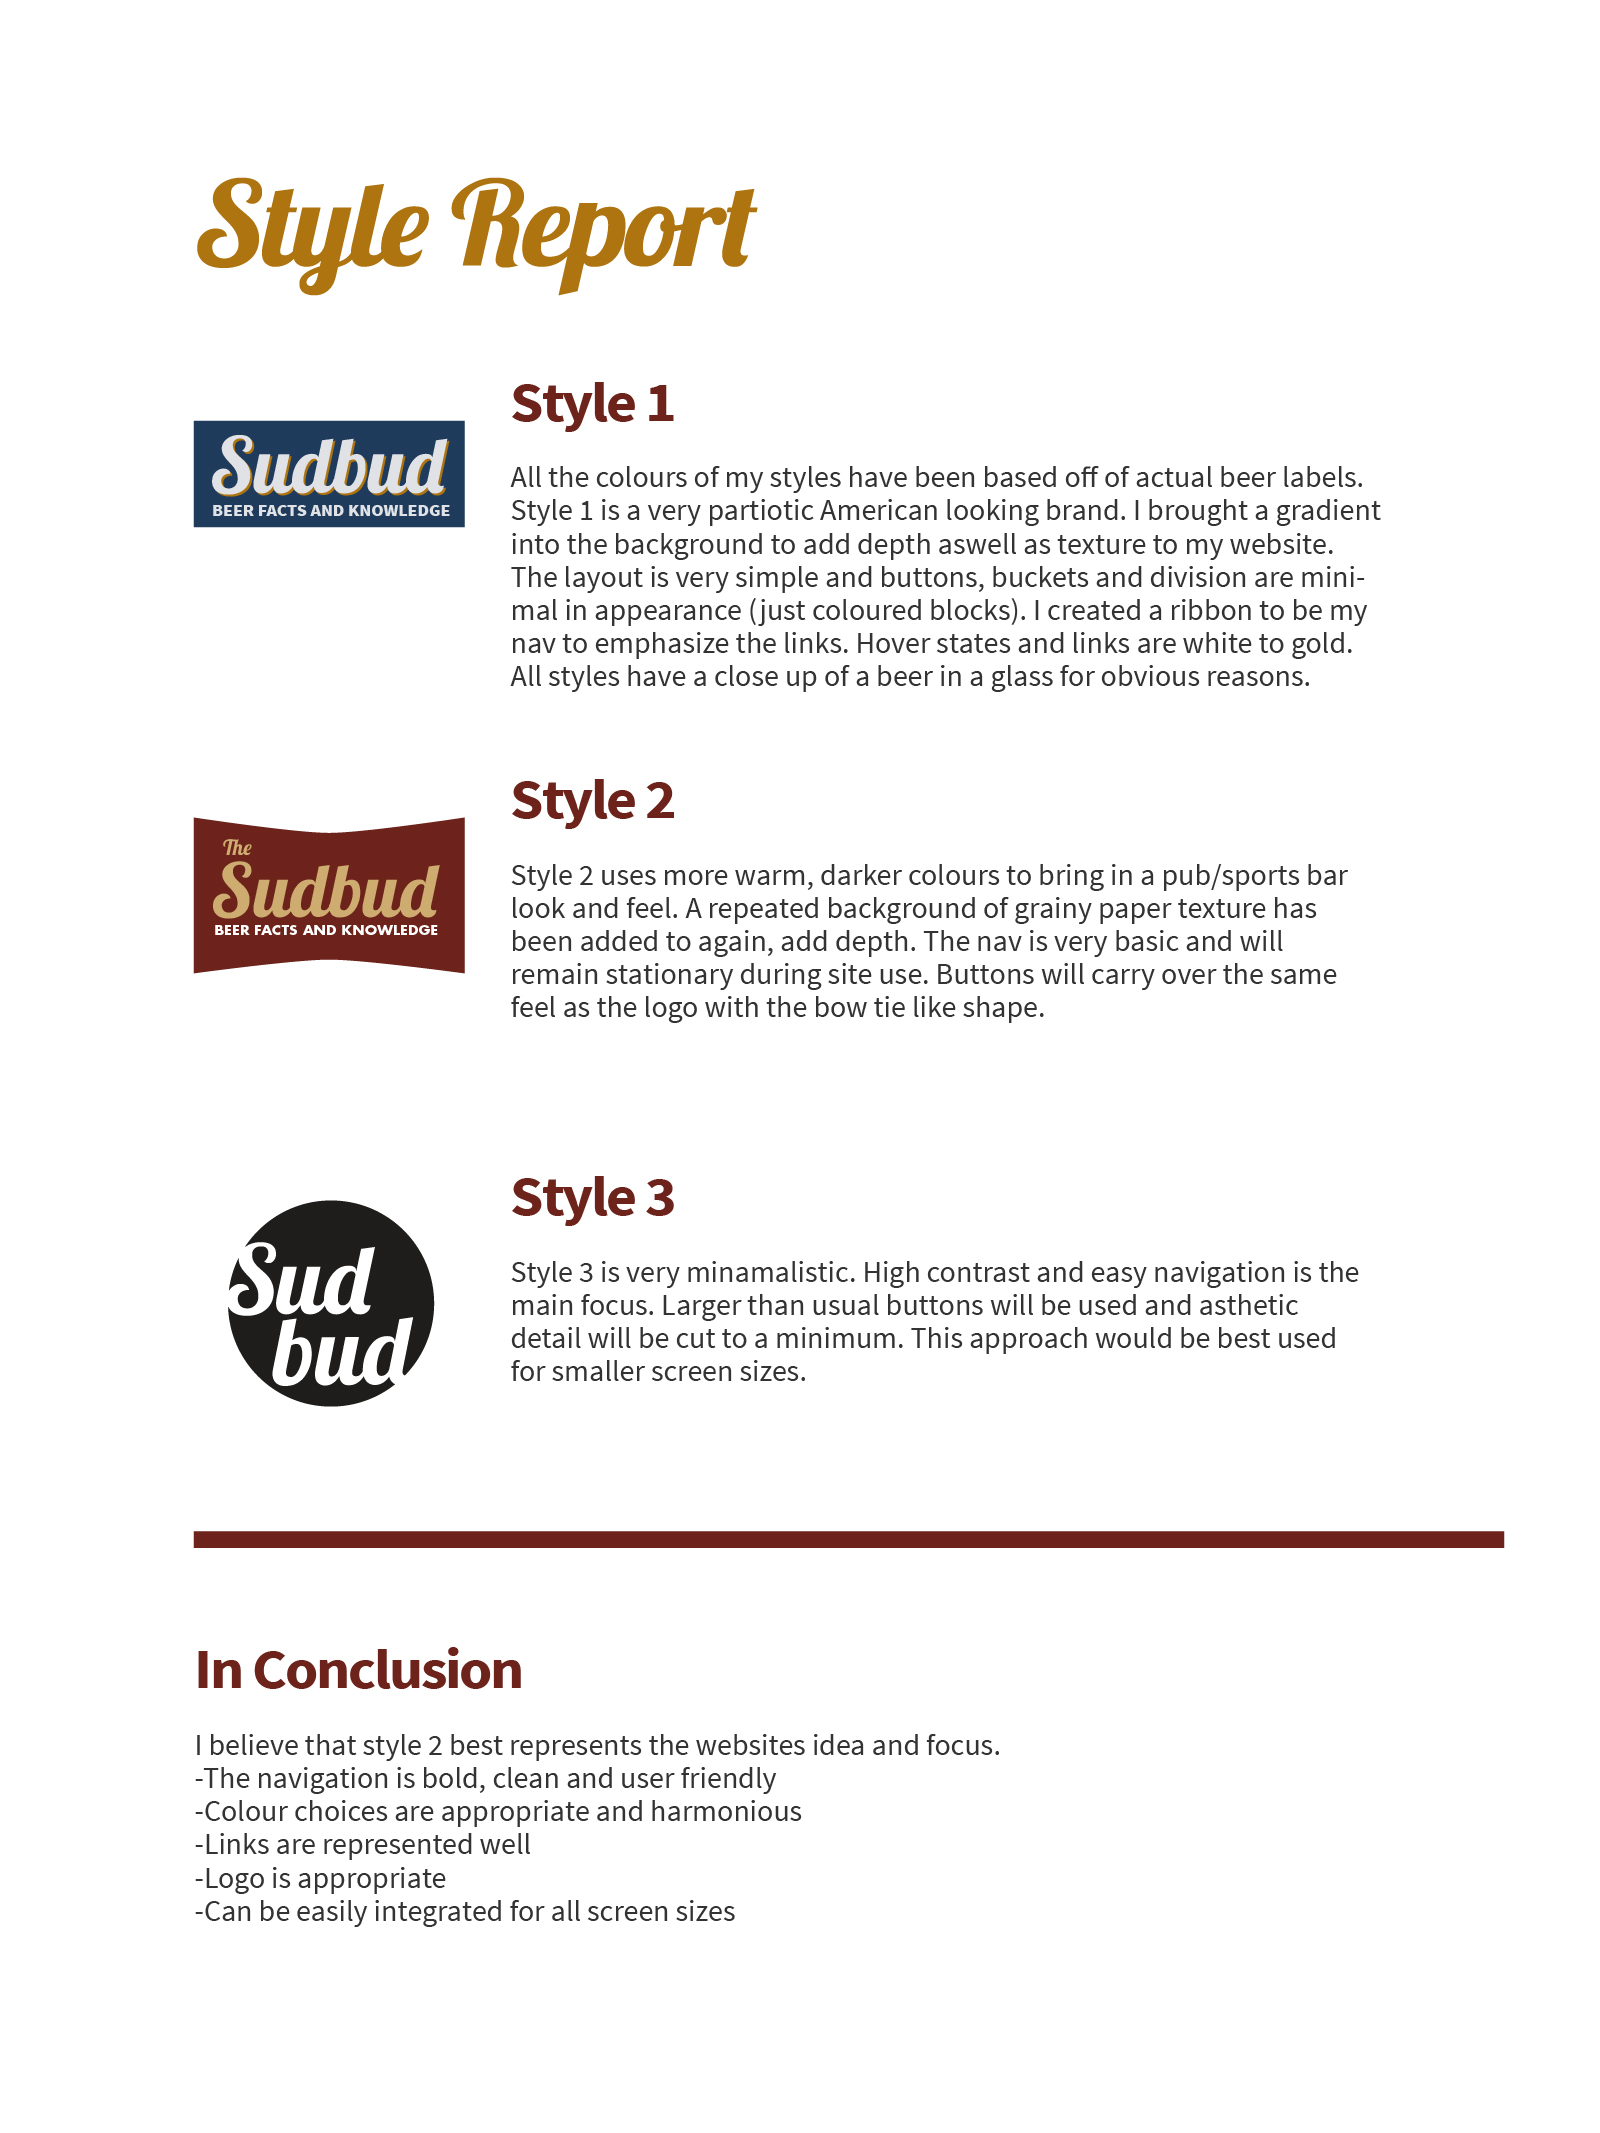 Style Report
Style 1
Sudbud
BEER FACTS AND KNOWLEDGE
All the colours of my styles have been based off of actual beer labels.
Style 1 is a very partiotic American looking brand. I brought a gradient
into the background to add depth aswell as texture to my website.
The layout is very simple and buttons, buckets and division are mini-
mal in appearance (just coloured blocks). I created a ribbon to be my
nav to emphasize the links. Hover states and links are white to gold.
All styles have a close up of a beer in a glass for obvious reasons.
Style 2
The
Sudbud
BEER FACTS AND KNOWLEDGE
Style 2 uses more warm, darker colours to bring in a pub/sports bar
look and feel. A repeated background of grainy paper texture has
been added to again, add depth. The nav is very basic and will
remain stationary during site use. Buttons will carry over the same
feel as the logo with the bow tie like shape.
Style 3
Sud
bud
Style 3 is very minamalistic. High contrast and easy navigation is the
main focus. Larger than usual buttons will be used and asthetic
detail will be cut to a minimum. This approach would be best used
for smaller screen sizes.
In Conclusion
I believe that style 2 best represents the websites idea and focus.
-The navigation is bold, clean and user friendly
-Colour choices are appropriate and harmonious
-Links are represented well
-Logo is appropriate
-Can be easily integrated for all screen sizes